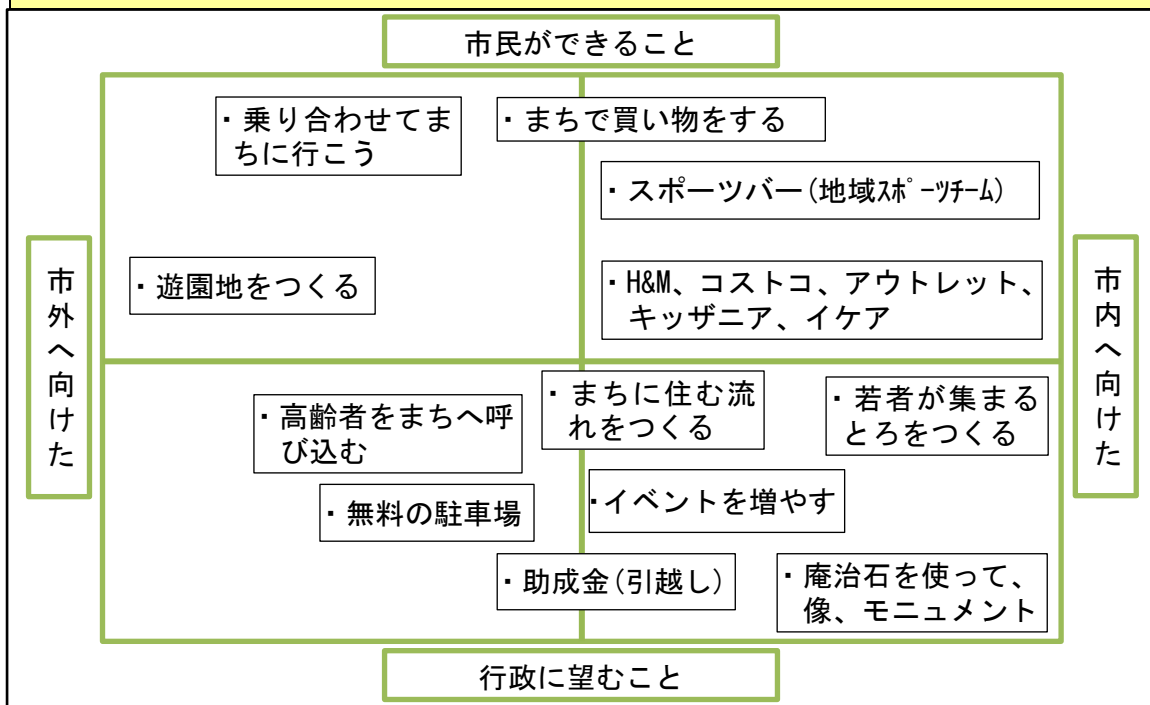 市民ができること
・乗り合わせてま
ちに行こう
・まちで買い物をする
・スポーツバー(地域ｽﾎﾟｰﾂﾁｰﾑ)
市外へ向けた
・遊園地をつくる
・H&M、コストコ、アウトレット、
キッザニア、イケア
市内へ向けた
・高齢者をまちへ呼
び込む
・まちに住む流
れをつくる
・若者が集まる
とろをつくる
・無料の駐車場
・イベントを増やす
・助成金(引越し)
・庵治石を使って、
像、モニュメント
行政に望むこと